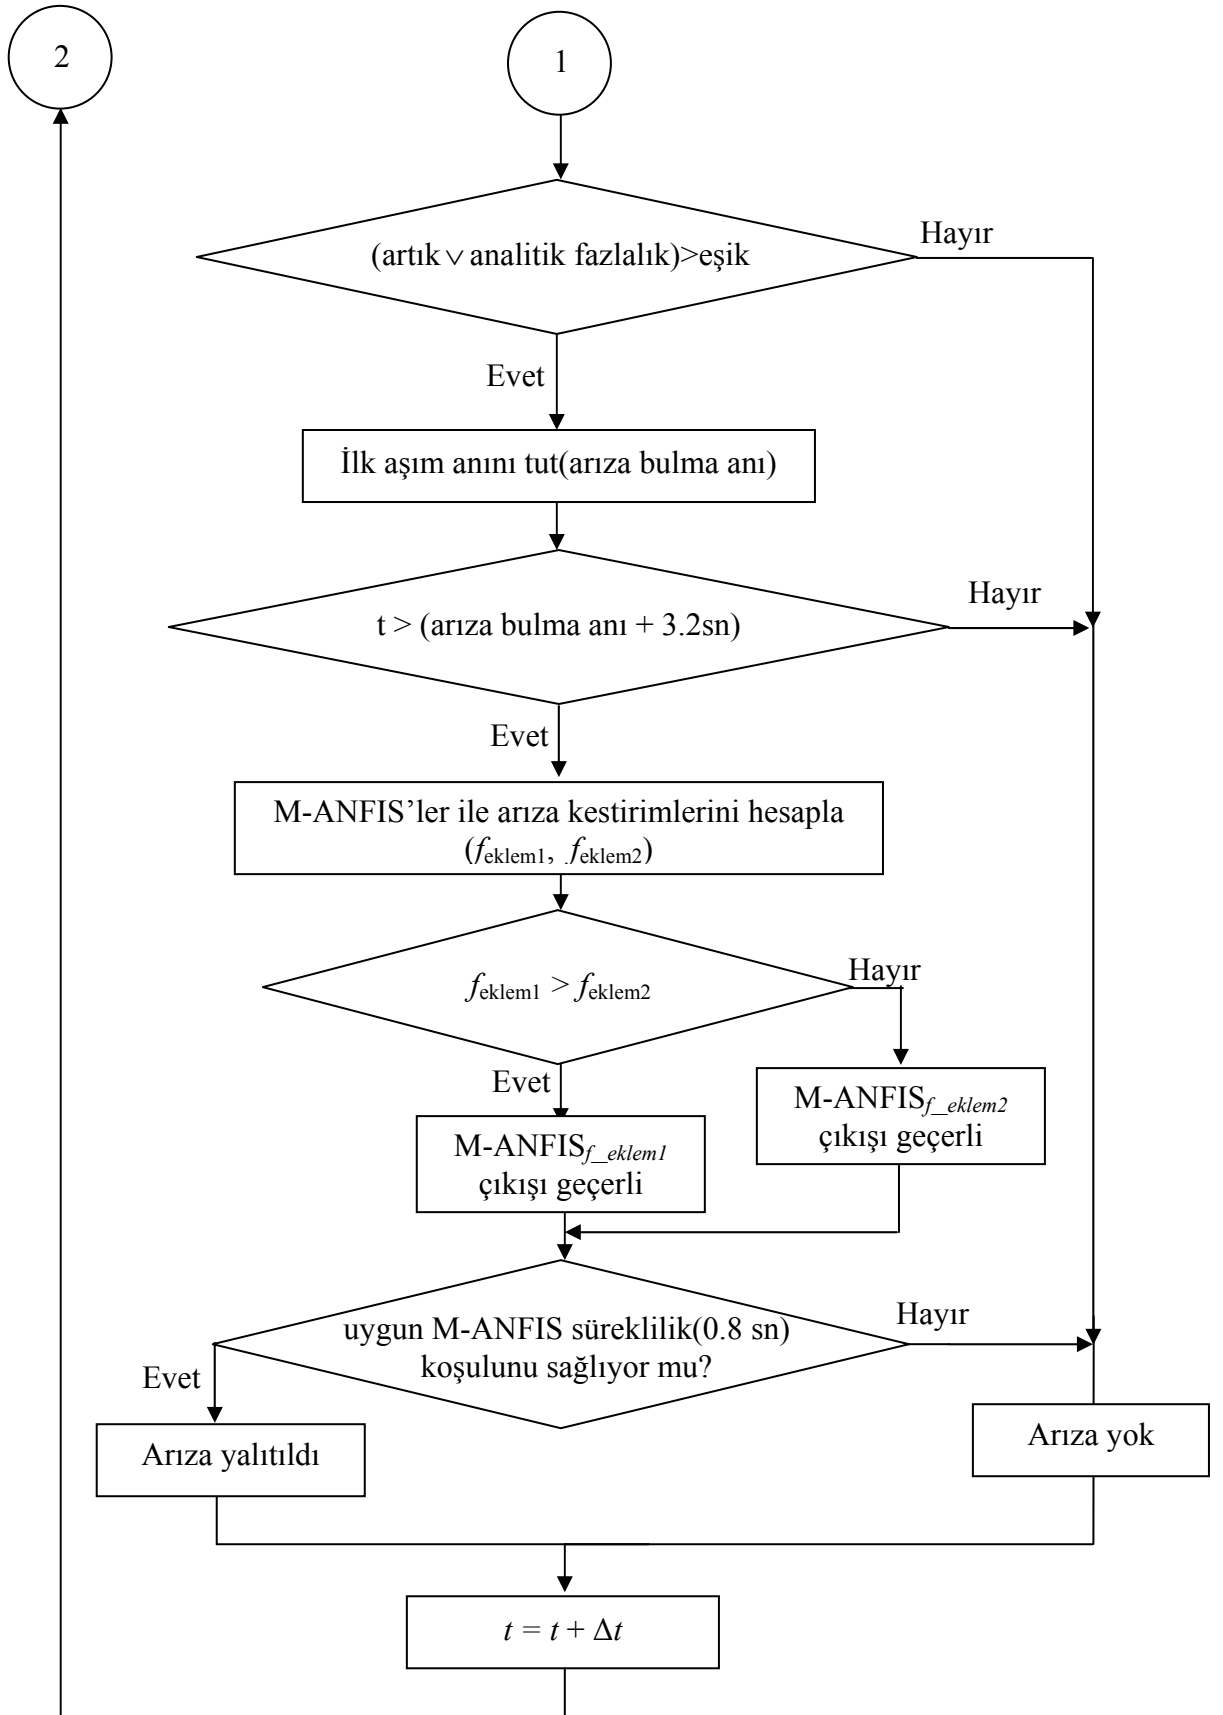 2
1
(artık ∨ analitik fazlalık)>eşik
Hayır
Evet
İlk aşım anını tut(arıza bulma anı)
t > (arıza bulma anı + 3.2sn)
Hayır
Evet
M-ANFIS’ler ile arıza kestirimlerini hesapla
(feklem1, feklem2)
feklem1 > feklem2
Hayır
Evet
M-ANFISf_eklem2
çıkışı geçerli
M-ANFISf_eklem1
çıkışı geçerli
uygun M-ANFIS süreklilik(0.8 sn)
koşulunu sağlıyor mu?
Hayır
Evet
Arıza yalıtıldı
Arıza yok
t = t + Δt